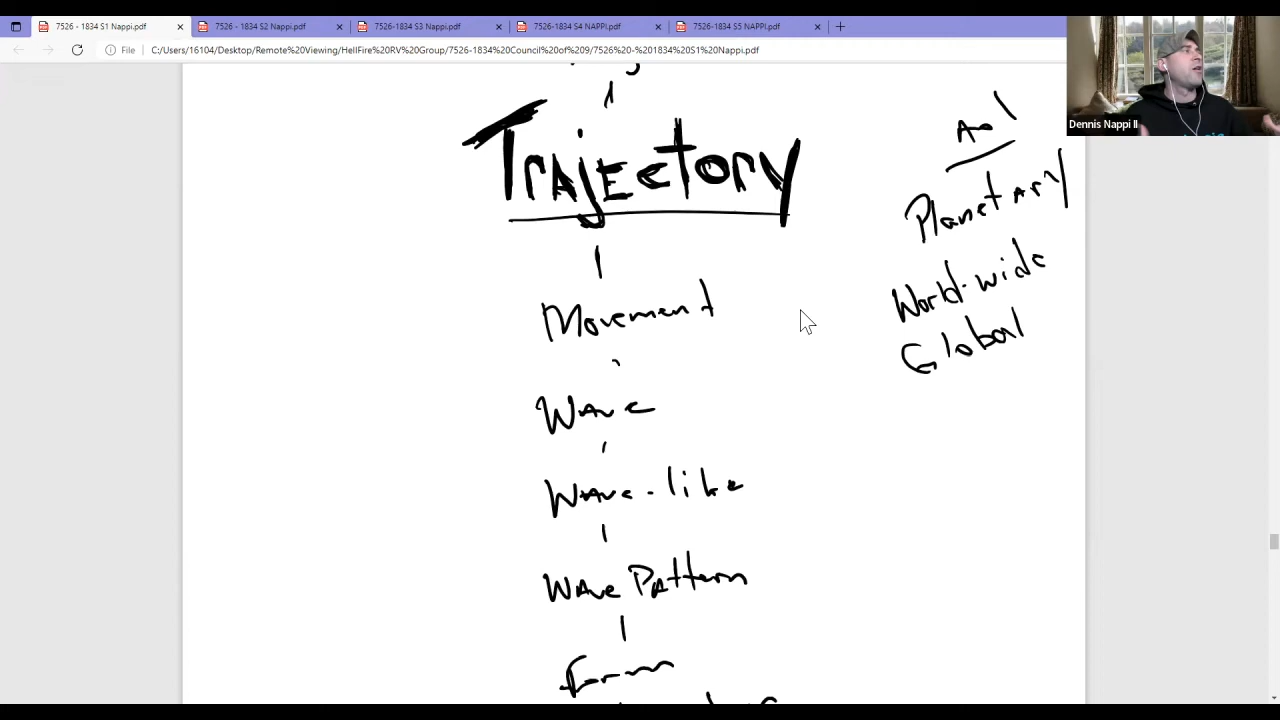 7526 - 1834 S1 Nappi.pdf
7526 - 1834 S2 Nappi.pdf
7526-1834 S3 Nappi.pdf
7526-1834 S4 NAPPI.pdf
7526-1834 S5 NAPPI.pdf
File
C:/Users/16104/Desktop/Remote%20Viewing/HellFire%20RV%20Group/7526-1834%20Council%20of%209/7526%20-%201834%20S1%20Nappi.pdf
Dennis Nappi II
Trajectory
Movement
Wave
Wave-like
Wave Pattern
form
Aol
Planetary
World-wide
Global